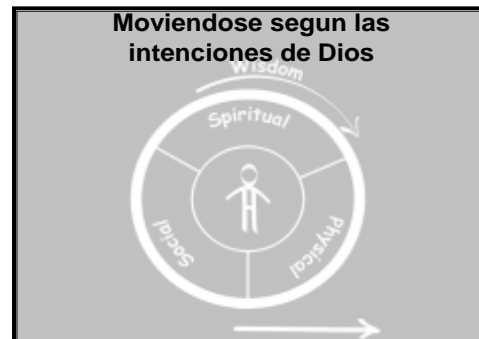 Moviendose segun las
intenciones de Dios
Wisdom
Spiritual
Social
Physical